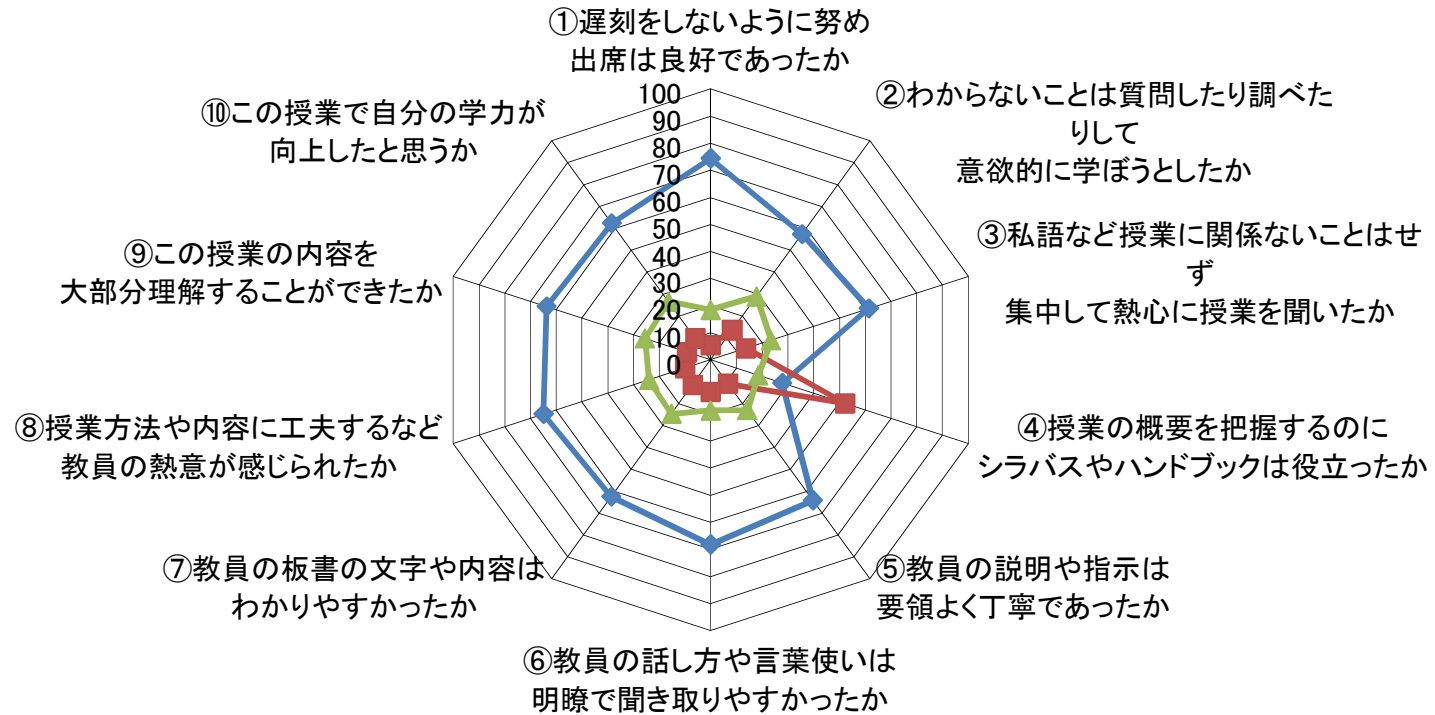 ①遅刻をしないように努め
出席は良好であったか
②わからないことは質問したり調べた
りして
意欲的に学ぼうとしたか
③私語など授業に関係ないことはせ
ず
集中して熱心に授業を聞いたか
④授業の概要を把握するのに
シラバスやハンドブックは役立ったか
⑤教員の説明や指示は
要領よく丁寧であったか
⑥教員の話し方や言葉使いは
明瞭で聞き取りやすかったか
⑦教員の板書の文字や内容は
わかりやすかったか
⑧授業方法や内容に工夫するなど
教員の熱意が感じられたか
⑨この授業の内容を
大部分理解することができたか
⑩この授業で自分の学力が
向上したと思うか
100
90
80
70
60
50
40
30
20
10
0